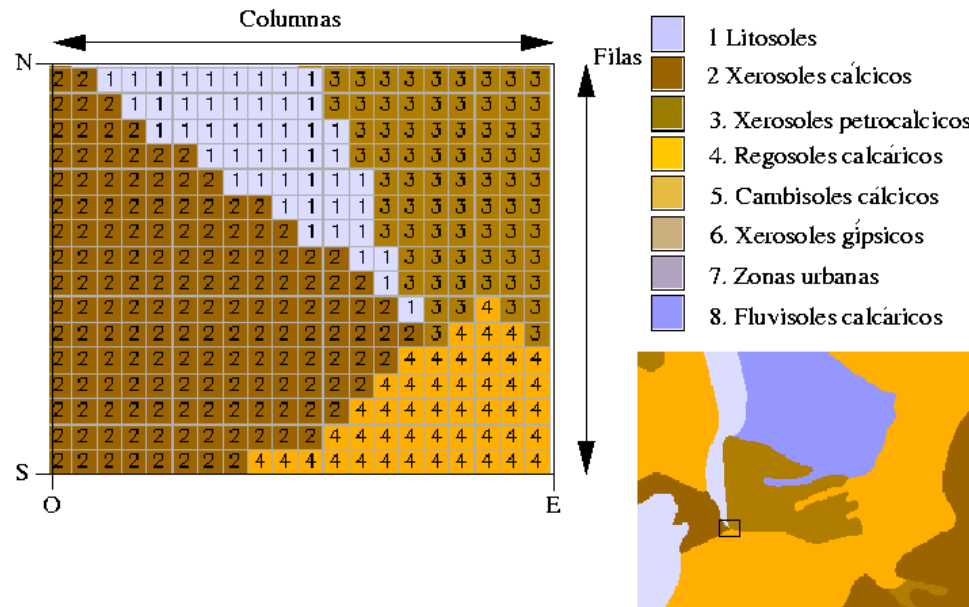 Columnas
N
Filas
2 2 1 1 1 1 1 1 1 1 1 3 3 3 3 3 3 3 3 3
2 2 2 1 1 1 1 1 1 1 1 3 3 3 3 3 3 3 3 3
2 2 2 2 1 1 1 1 1 1 1 1 3 3 3 3 3 3 3 3
2 2 2 2 2 2 1 1 1 1 1 1 3 3 3 3 3 3 3 3
2 2 2 2 2 2 2 1 1 1 1 1 1 3 3 3 3 3 3 3
2 2 2 2 2 2 2 2 2 1 1 1 1 3 3 3 3 3 3 3
2 2 2 2 2 2 2 2 2 2 1 1 1 3 3 3 3 3 3 3
2 2 2 2 2 2 2 2 2 2 2 2 1 1 3 3 3 3 3 3
2 2 2 2 2 2 2 2 2 2 2 2 2 1 3 3 3 3 3 3
2 2 2 2 2 2 2 2 2 2 2 2 2 2 1 3 3 4 3 3
2 2 2 2 2 2 2 2 2 2 2 2 2 2 2 3 4 4 4 3
2 2 2 2 2 2 2 2 2 2 2 2 2 2 4 4 4 4 4 4
2 2 2 2 2 2 2 2 2 2 2 2 2 4 4 4 4 4 4 4
2 2 2 2 2 2 2 2 2 2 2 2 4 4 4 4 4 4 4 4
2 2 2 2 2 2 2 2 2 2 2 4 4 4 4 4 4 4 4 4
2 2 2 2 2 2 2 2 4 4 4 4 4 4 4 4 4 4 4 4
S
O
E
1 Litosoles
2 Xerosoles cálcicos
3. Xerosoles petrocalcicos
4. Regosoles calcáricos
5. Cambisoles cálcicos
6. Xerosoles gípsicos
7. Zonas urbanas
8. Fluvisoles calcáricos